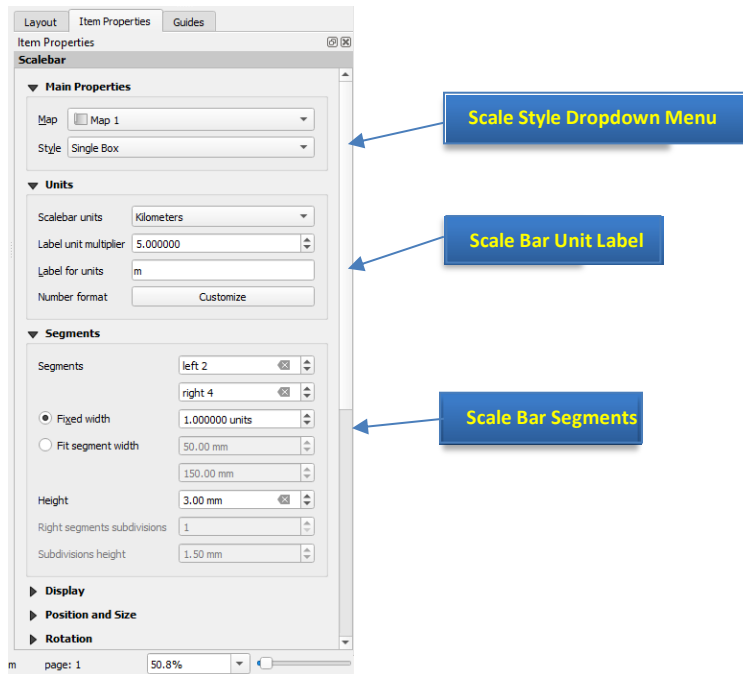 Layout Item Properties Guides
Item Properties
Scalebar
Main Properties
Map Map 1
Style Single Box
Scale Style Dropdown Menu
Units
Scalebar units Kilometers
Label unit multiplier 5.000000
Scale Bar Unit Label
Label for units m
Number format Customize
Segments
Segments left 2
right 4
Fixed width 1.000000 units
Scale Bar Segments
Fit segment width 50.00 mm
150.00 mm
Height 3.00 mm
Right segments subdivisions 1
Subdivisions height 1.50 mm
Display
Position and Size
Rotation
m page: 1 50.8%